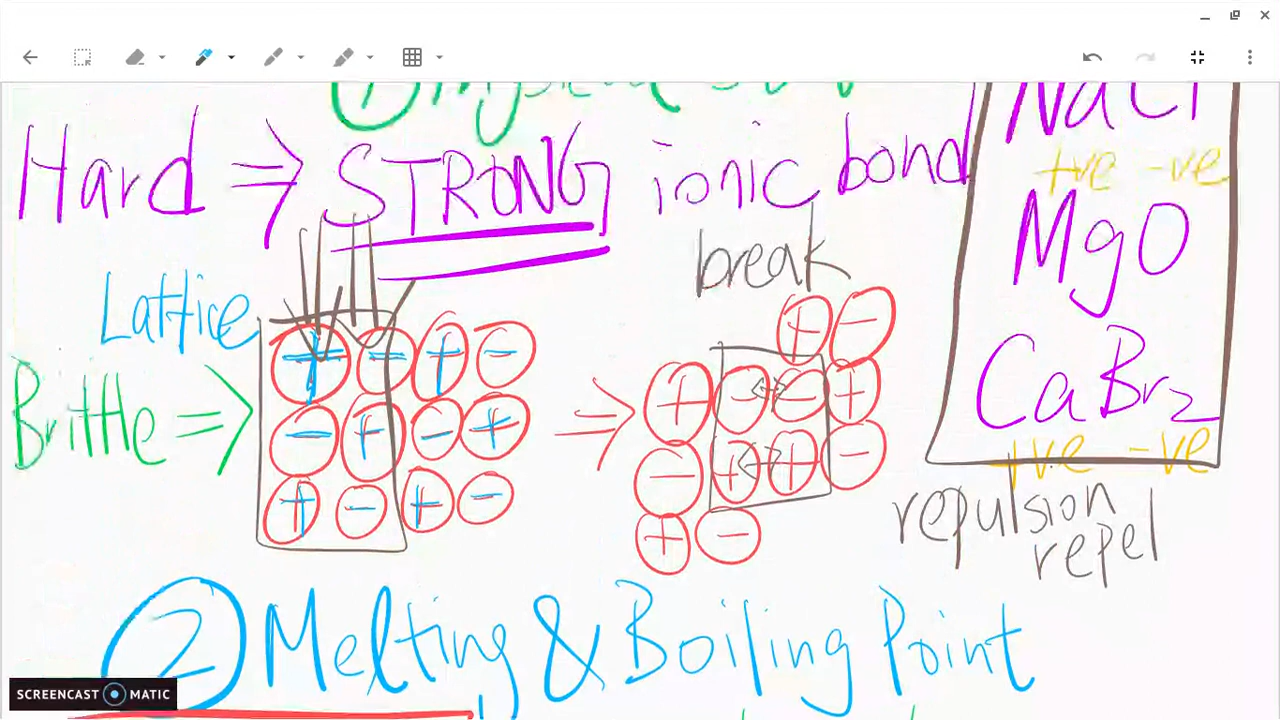 Hard ⇒ STRONG ionic bond
NaCl
+ve -ve
MgO
CaBr2
+ve -ve
Lattice
break
Brittle ⇒
+ - + -
- + - +
+ - + -
⇒
+ -
+ - - +
- + + -
+ -
repulsion
repel
② Melting & Boiling Point
SCREENCAST MATIC